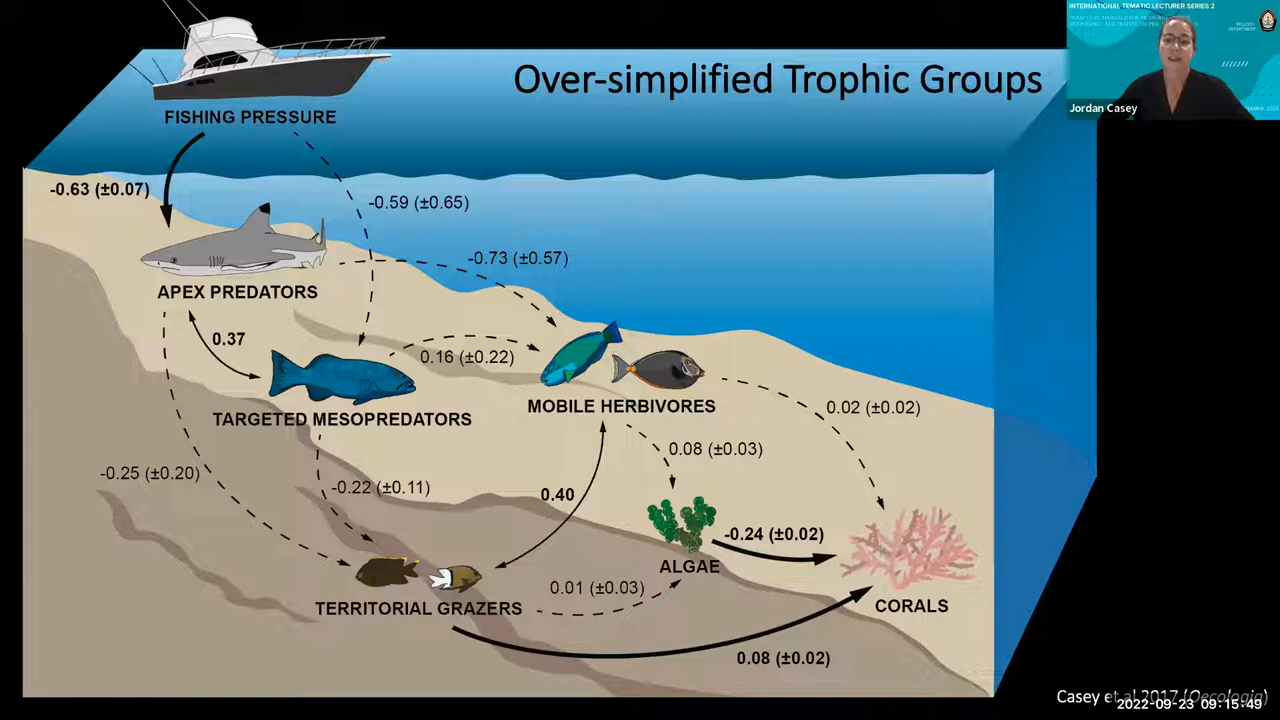 INTERNATIONAL TEMATIC LECTURER SERIES 2
BIOLOGY
DEPARTMENT
Jordan Casey
Over-simplified Trophic Groups
FISHING PRESSURE
-0.63 (±0.07)
-0.59 (±0.65)
-0.73 (±0.57)
APEX PREDATORS
0.37
0.16 (±0.22)
TARGETED MESOPREDATORS
MOBILE HERBIVORES
0.02 (±0.02)
0.08 (±0.03)
-0.25 (±0.20)
-0.22 (±0.11)
0.40
-0.24 (±0.02)
ALGAE
0.01 (±0.03)
TERRITORIAL GRAZERS
CORALS
0.08 (±0.02)
Casey et al 2017 (Oecologia)
2022-09-23 09:15:49